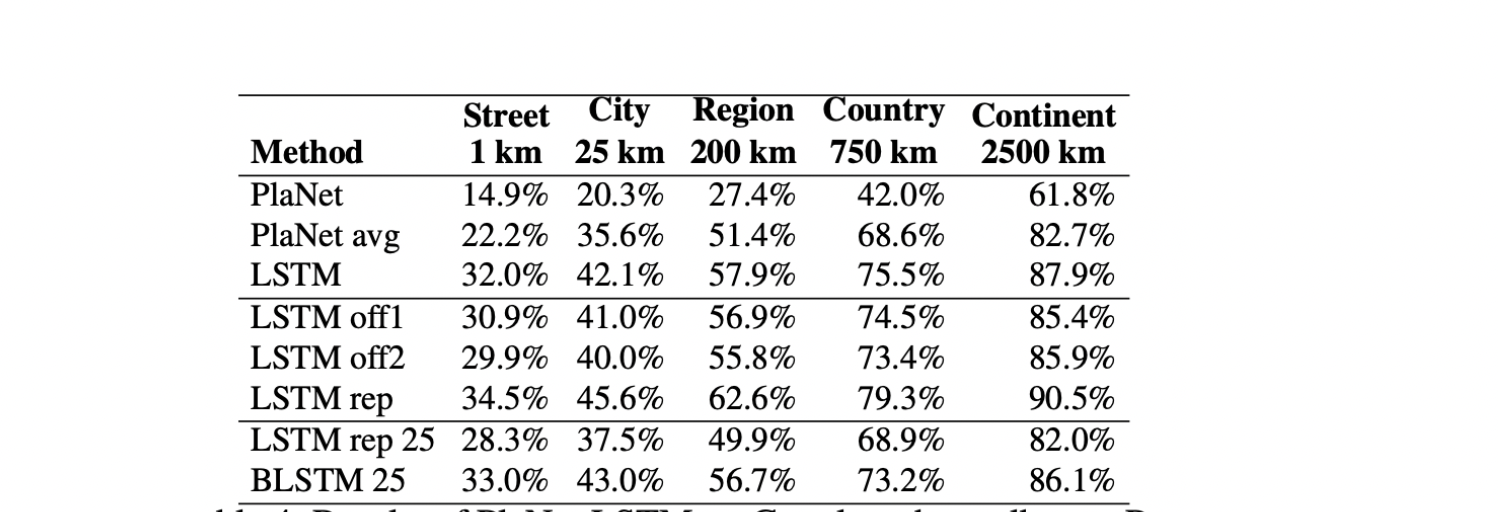 Method Street 1 km City 25 km Region 200 km Country 750 km Continent 2500 km
PlaNet 14.9% 20.3% 27.4% 42.0% 61.8%
PlaNet avg 22.2% 35.6% 51.4% 68.6% 82.7%
LSTM 32.0% 42.1% 57.9% 75.5% 87.9%
LSTM off1 30.9% 41.0% 56.9% 74.5% 85.4%
LSTM off2 29.9% 40.0% 55.8% 73.4% 85.9%
LSTM rep 34.5% 45.6% 62.6% 79.3% 90.5%
LSTM rep 25 28.3% 37.5% 49.9% 68.9% 82.0%
BLSTM 25 33.0% 43.0% 56.7% 73.2% 86.1%